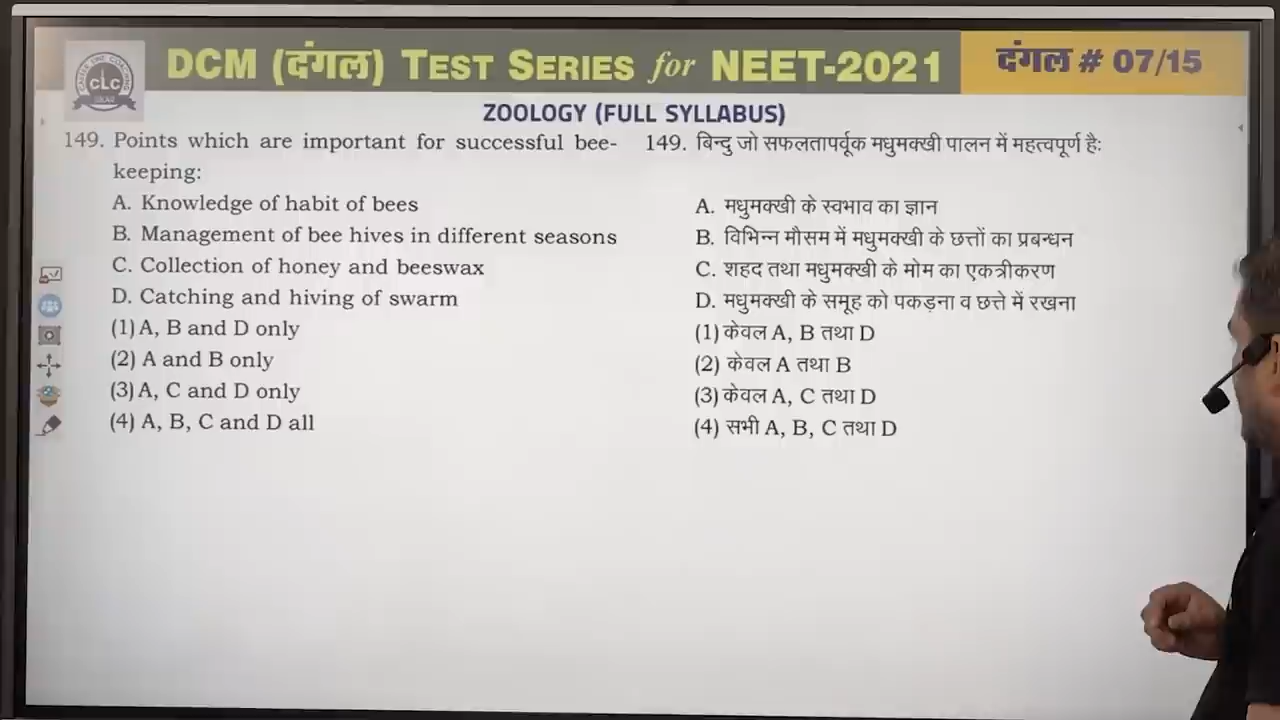 DCM (दंगल) TEST SERIES for NEET-2021
दंगल # 07/15
CLC
ZOOLOGY (FULL SYLLABUS)
149. Points which are important for successful bee-
keeping:
A. Knowledge of habit of bees
B. Management of bee hives in different seasons
C. Collection of honey and beeswax
D. Catching and hiving of swarm
(1) A, B and D only
(2) A and B only
(3) A, C and D only
(4) A, B, C and D all
149. बिन्दु जो सफलतापर्वूक मधुमक्खी पालन में महत्वपूर्ण है:
A. मधुमक्खी के स्वभाव का ज्ञान
B. विभिन्न मौसम में मधुमक्खी के छत्तों का प्रबन्धन
C. शहद तथा मधुमक्खी के मोम का एकत्रीकरण
D. मधुमक्खी के समूह को पकड़ना व छत्ते में रखना
(1) केवल A, B तथा D
(2) केवल A तथा B
(3) केवल A, C तथा D
(4) सभी A, B, C तथा D